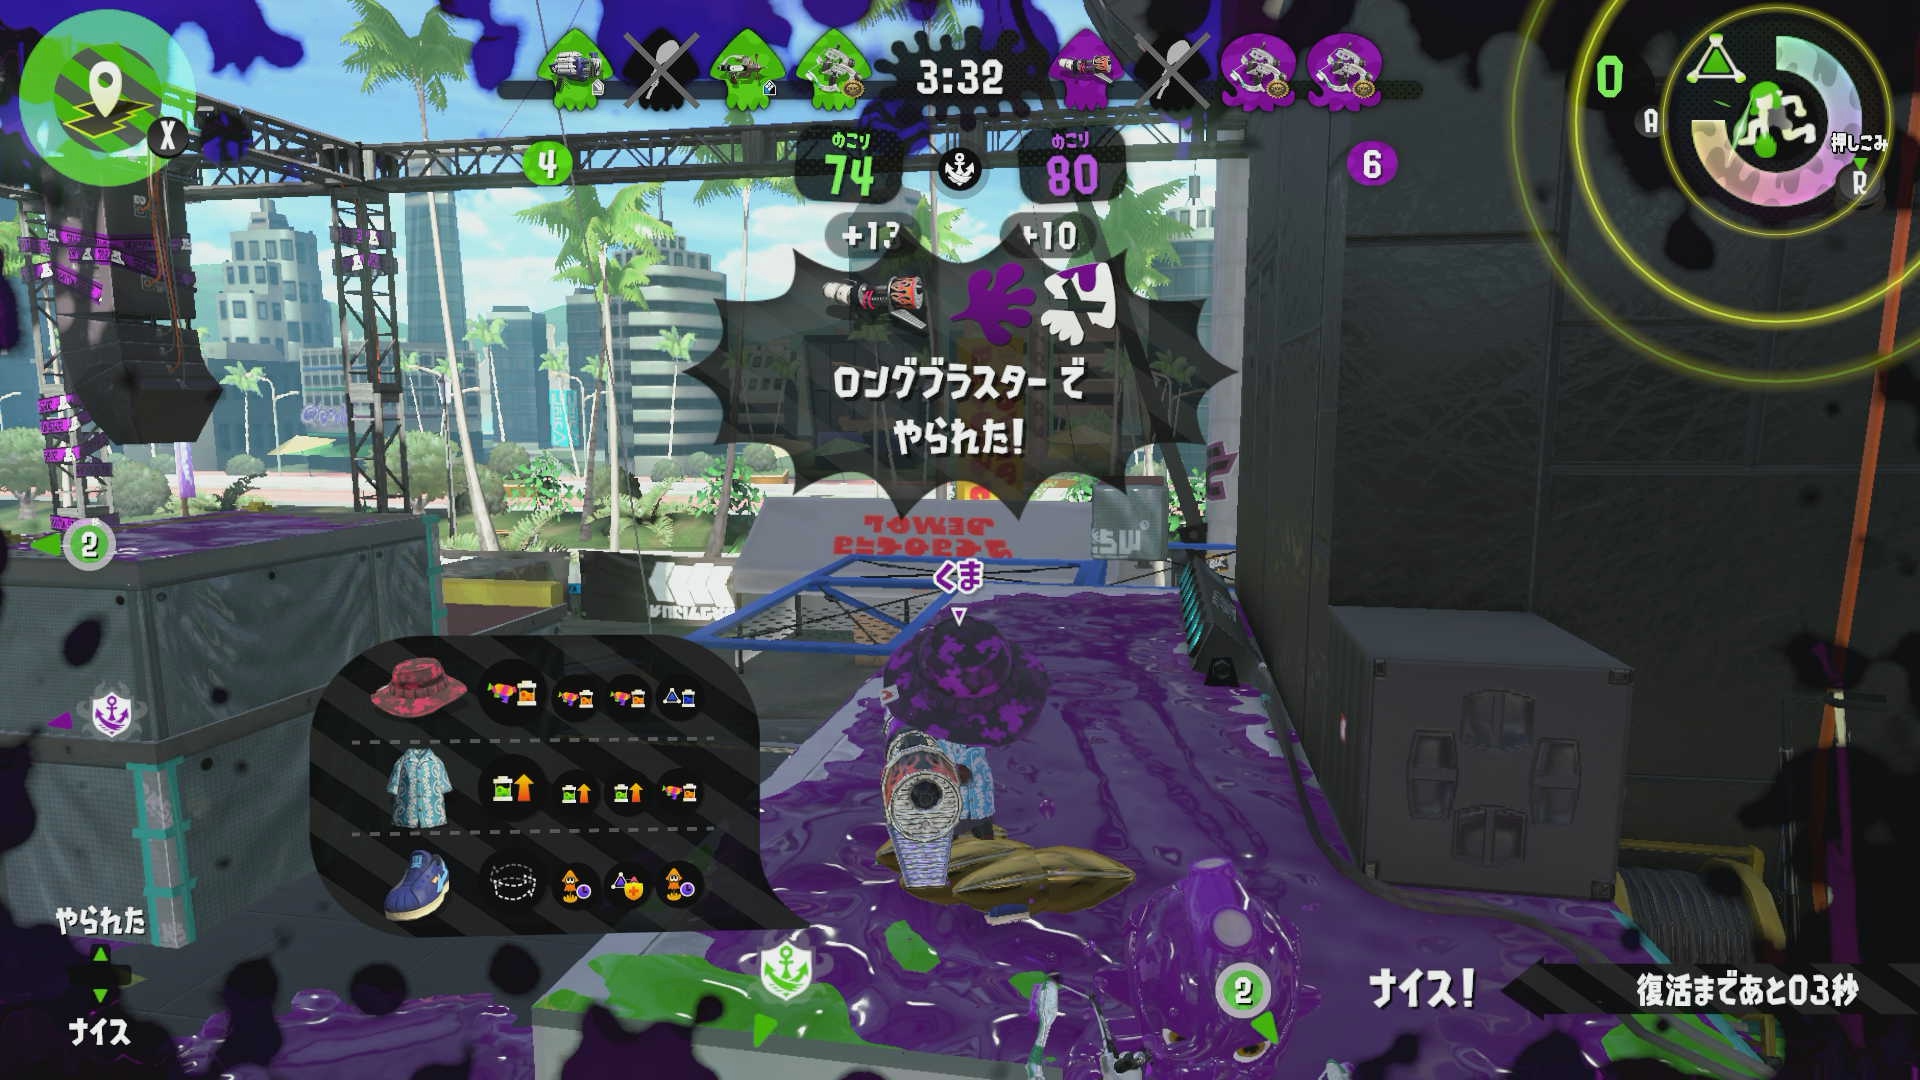 X
3:32
のこり
74
のこり
80
4
6
+13
+10
0
A
押しこみ
R
ロングブラスターで
やられた!
くま
2
やられた
ナイス
2
ナイス!
復活まであと03秒